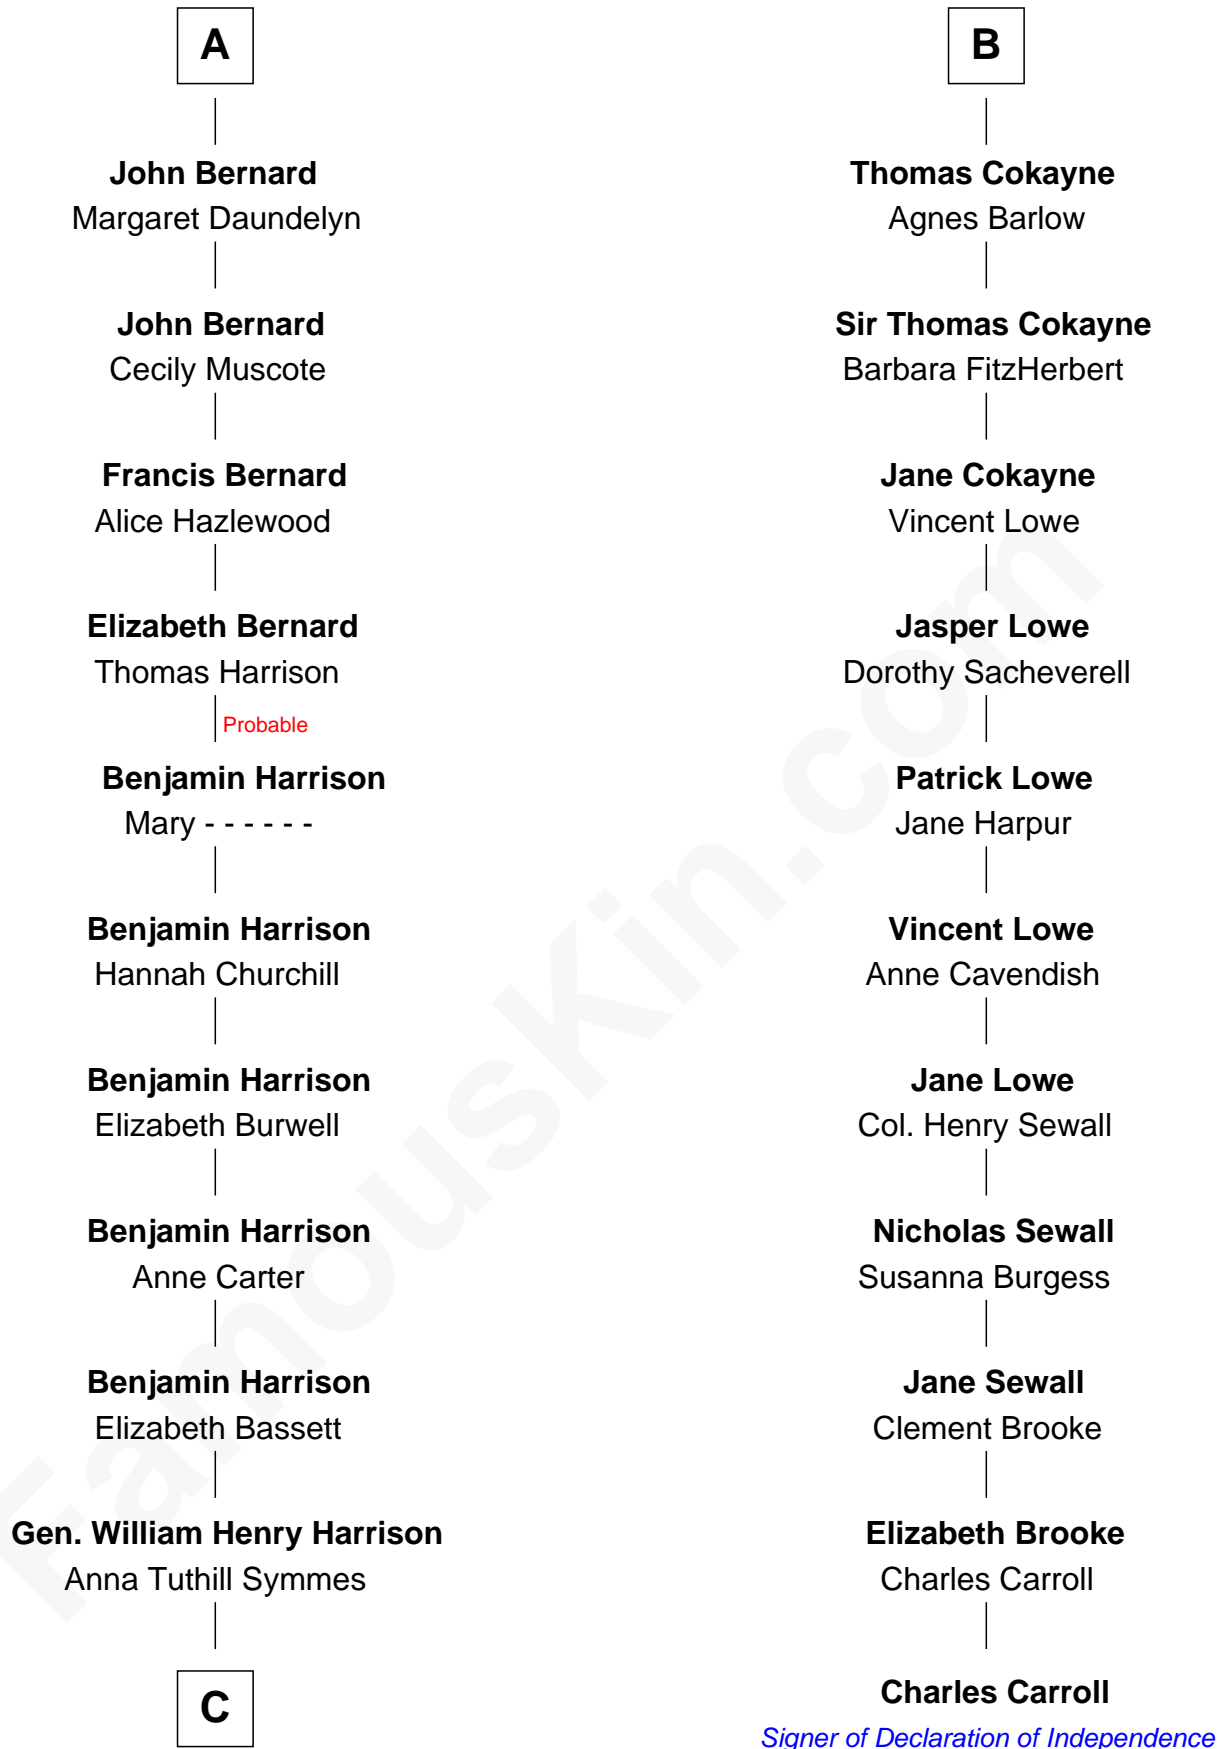 A
John Bernard
Margaret Daundelyn
John Bernard
Cecily Muscote
Francis Bernard
Alice Hazlewood
Elizabeth Bernard
Thomas Harrison
Probable
Benjamin Harrison
Mary - - - - - -
Benjamin Harrison
Hannah Churchill
Benjamin Harrison
Elizabeth Burwell
Benjamin Harrison
Anne Carter
Benjamin Harrison
Elizabeth Bassett
Gen. William Henry Harrison
Anna Tuthill Symmes
C
B
Thomas Cokayne
Agnes Barlow
Sir Thomas Cokayne
Barbara FitzHerbert
Jane Cokayne
Vincent Lowe
Jasper Lowe
Dorothy Sacheverell
Patrick Lowe
Jane Harpur
Vincent Lowe
Anne Cavendish
Jane Lowe
Col. Henry Sewall
Nicholas Sewall
Susanna Burgess
Jane Sewall
Clement Brooke
Elizabeth Brooke
Charles Carroll
Charles Carroll
Signer of Declaration of Independence
FamousKin.com